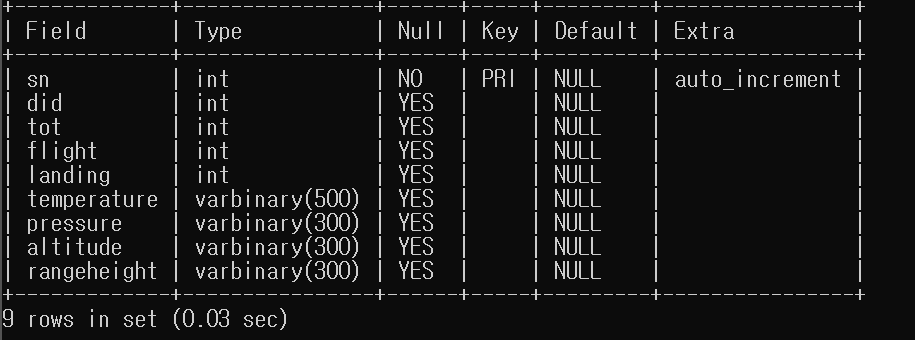 +-------------+----------------+------+-----+---------+----------------+
| Field       | Type           | Null | Key | Default | Extra          |
+-------------+----------------+------+-----+---------+----------------+
| sn          | int            | NO   | PRI | NULL    | auto_increment |
| did         | int            | YES  |     | NULL    |                |
| tot         | int            | YES  |     | NULL    |                |
| flight      | int            | YES  |     | NULL    |                |
| landing     | int            | YES  |     | NULL    |                |
| temperature | varbinary(500) | YES  |     | NULL    |                |
| pressure    | varbinary(300) | YES  |     | NULL    |                |
| altitude    | varbinary(300) | YES  |     | NULL    |                |
| rangeheight | varbinary(300) | YES  |     | NULL    |                |
+-------------+----------------+------+-----+---------+----------------+
9 rows in set (0.03 sec)